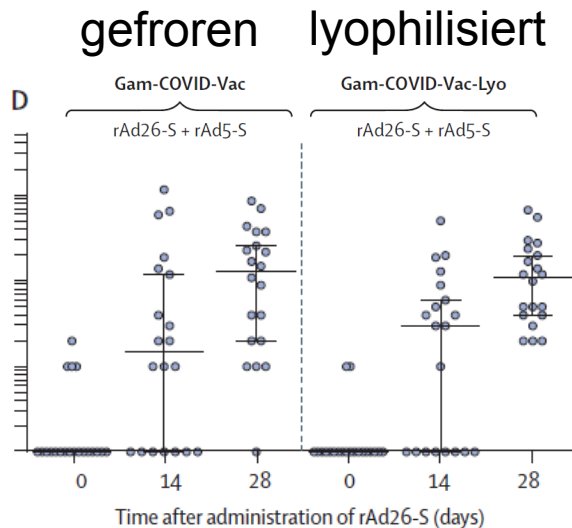 gefroren lyophilisiert
D Gam-COVID-Vac Gam-COVID-Vac-Lyo
rAd26-S + rAd5-S rAd26-S + rAd5-S
0 14 28 0 14 28
Time after administration of rAd26-S (days)